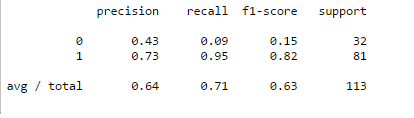 precision recall f1-score support
0 0.43 0.09 0.15 32
1 0.73 0.95 0.82 81
avg / total 0.64 0.71 0.63 113